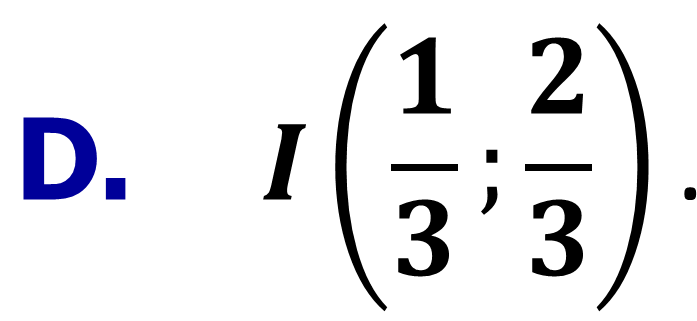 D. I(1/3; 2/3).